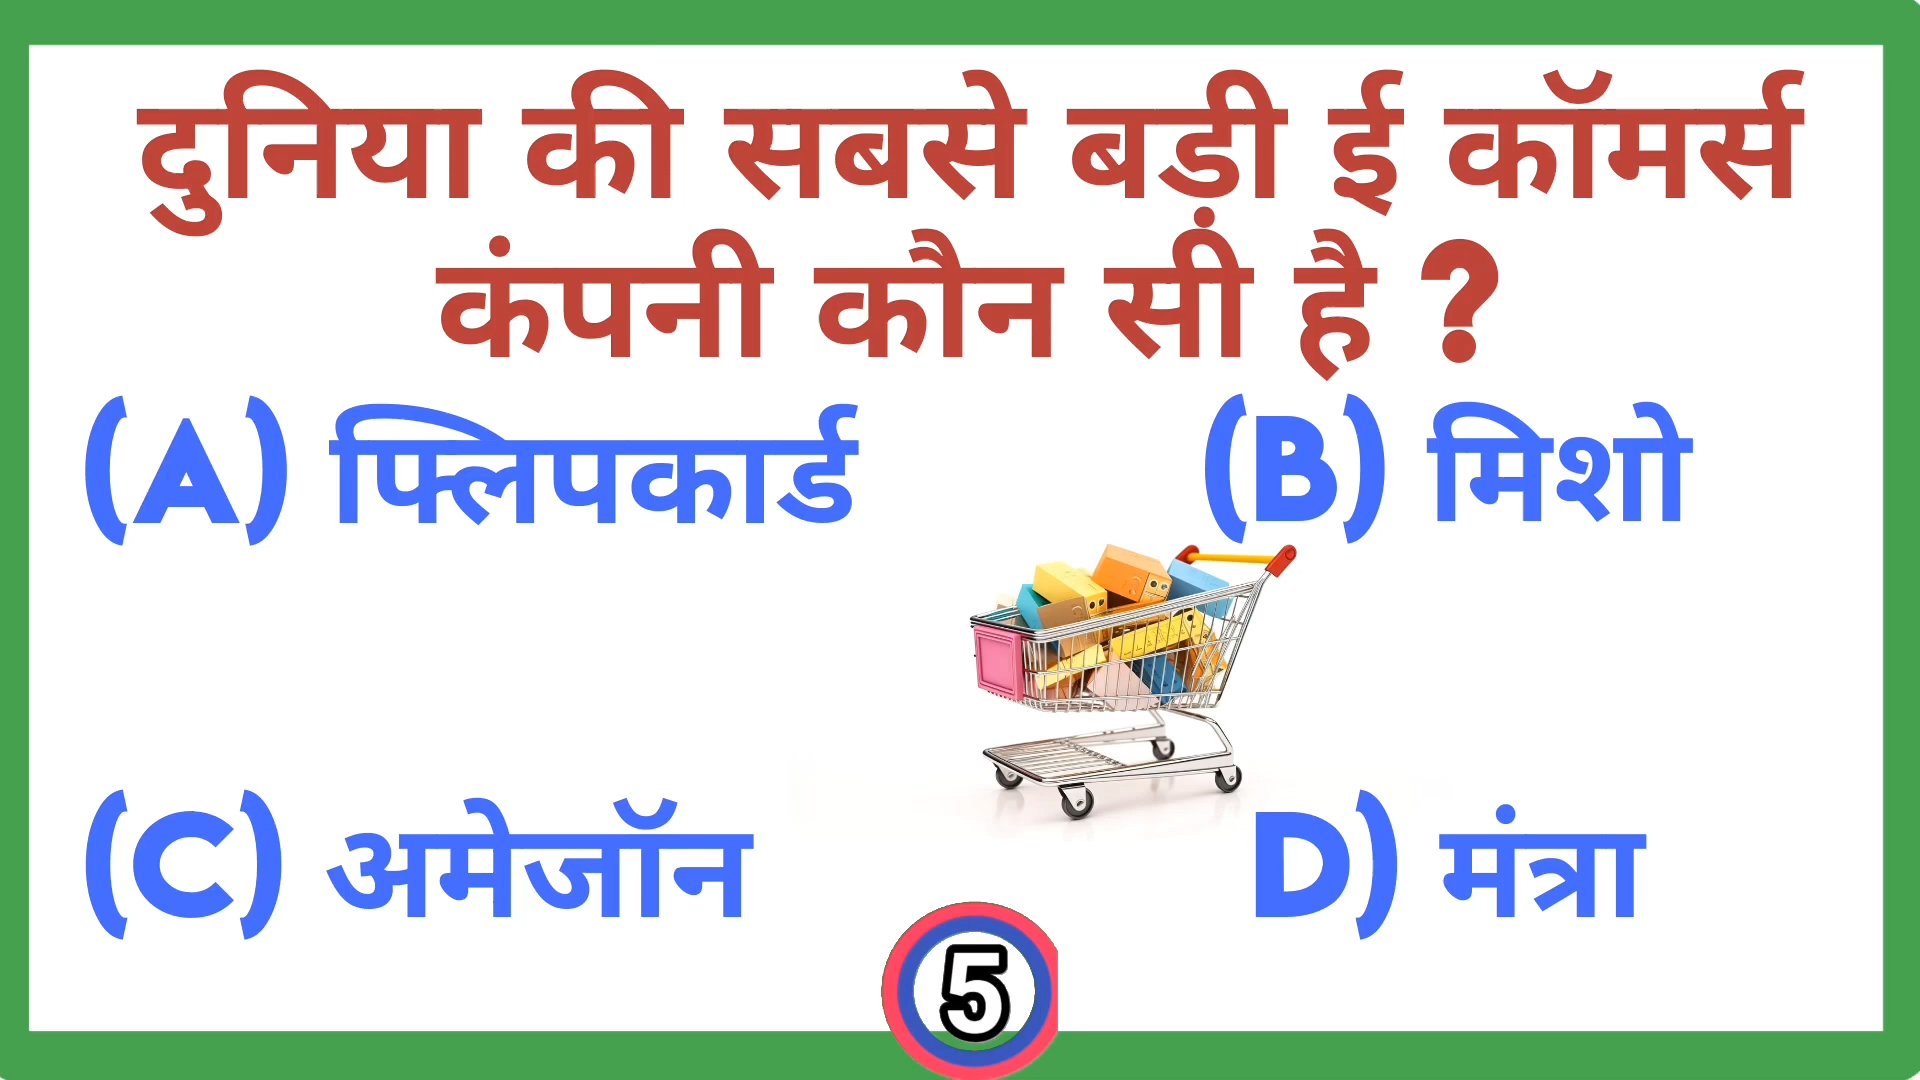 दुनिया की सबसे बडी़ ई कॉमर्स
कंपनी कौन सी है ?
(A) फ्लिपकार्ड
(B) मिशो
(C) अमेजॉन
D) मंत्रा
5